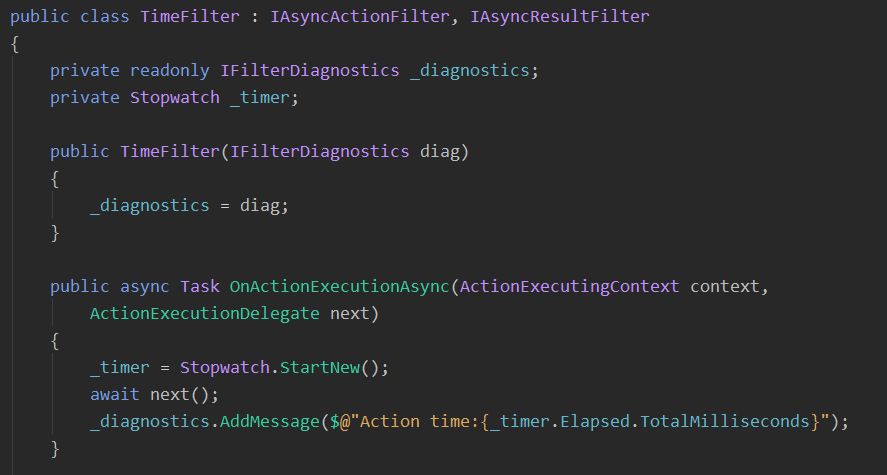 public class TimeFilter : IAsyncActionFilter, IAsyncResultFilter
{
private readonly IFilterDiagnostics _diagnostics;
private Stopwatch _timer;
public TimeFilter(IFilterDiagnostics diag)
{
_diagnostics = diag;
}
public async Task OnActionExecutionAsync(ActionExecutingContext context,
ActionExecutionDelegate next)
{
_timer = Stopwatch.StartNew();
await next();
_diagnostics.AddMessage($@"Action time:{_timer.Elapsed.TotalMilliseconds}");
}